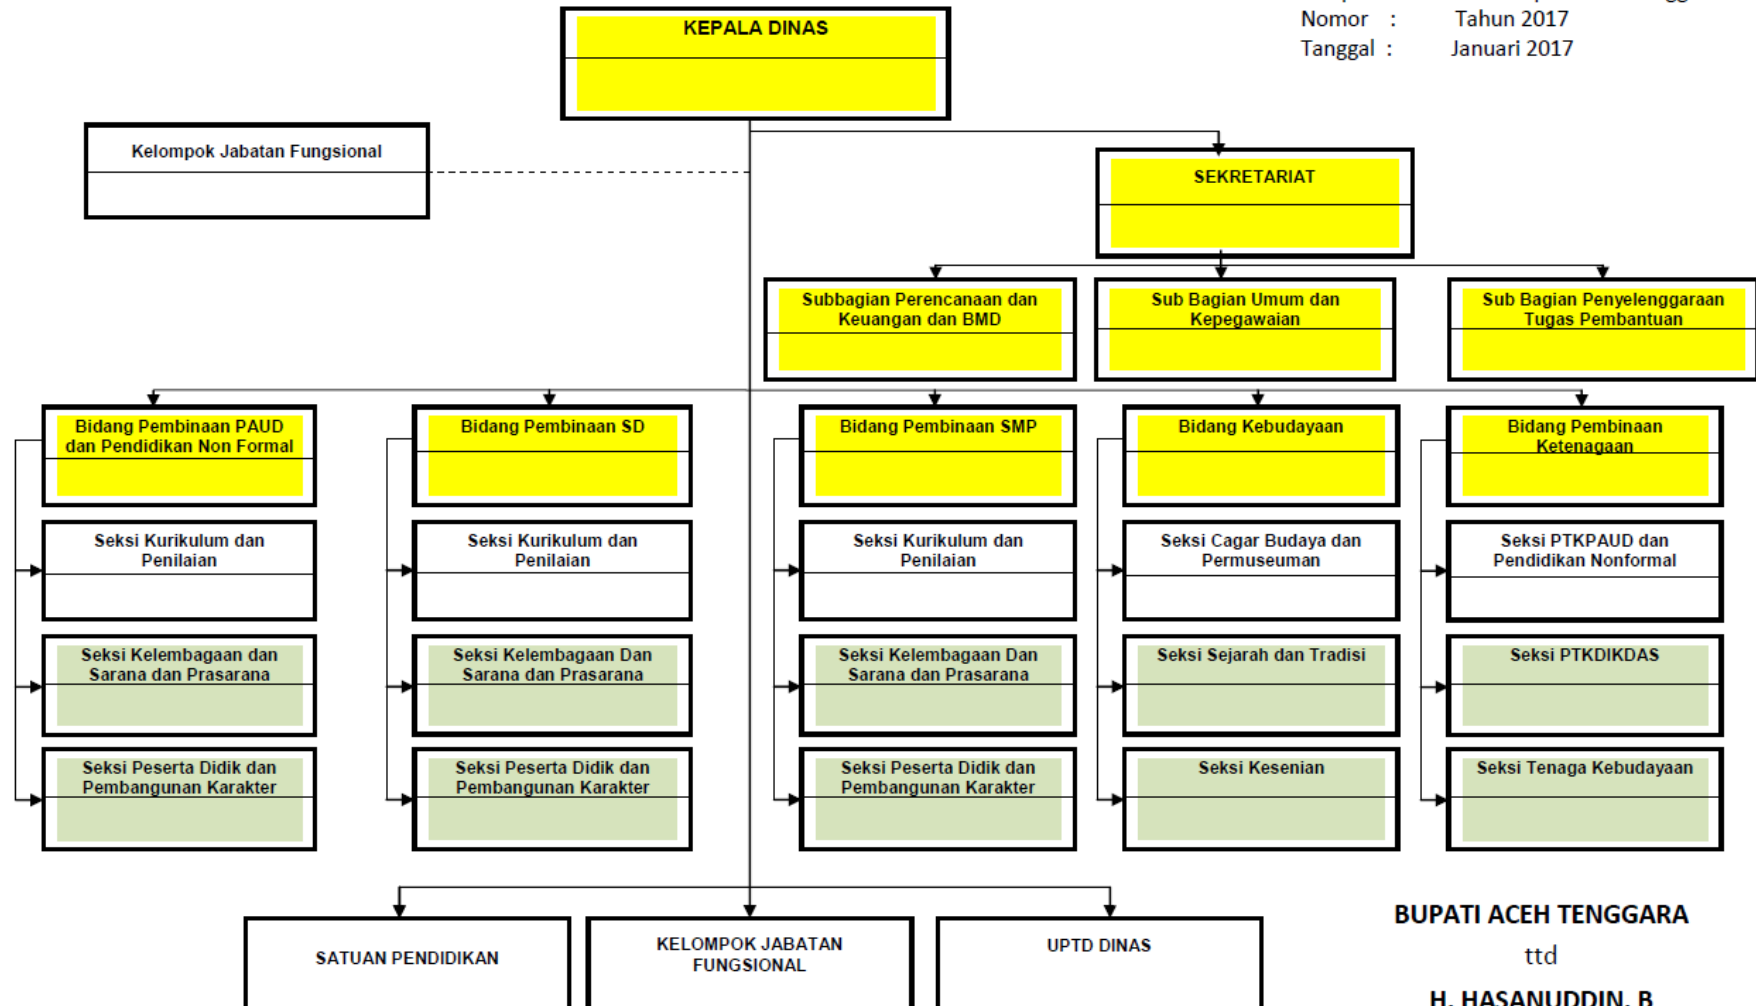 KEPALA DINAS
Nomor : Tahun 2017
Tanggal : Januari 2017
Kelompok Jabatan Fungsional
SEKRETARIAT
Subbagian Perencanaan dan
Keuangan dan BMD
Sub Bagian Umum dan
Kepegawaian
Sub Bagian Penyelenggaraan
Tugas Pembantuan
Bidang Pembinaan PAUD
dan Pendidikan Non Formal
Bidang Pembinaan SD
Bidang Pembinaan SMP
Bidang Kebudayaan
Bidang Pembinaan
Ketenagaan
Seksi Kurikulum dan
Penilaian
Seksi Kurikulum dan
Penilaian
Seksi Kurikulum dan
Penilaian
Seksi Cagar Budaya dan
Permuseuman
Seksi PTKPAUD dan
Pendidikan Nonformal
Seksi Kelembagaan dan
Sarana dan Prasarana
Seksi Kelembagaan Dan
Sarana dan Prasarana
Seksi Kelembagaan Dan
Sarana dan Prasarana
Seksi Sejarah dan Tradisi
Seksi PTKDIKDAS
Seksi Peserta Didik dan
Pembangunan Karakter
Seksi Peserta Didik dan
Pembangunan Karakter
Seksi Peserta Didik dan
Pembangunan Karakter
Seksi Kesenian
Seksi Tenaga Kebudayaan
SATUAN PENDIDIKAN
KELOMPOK JABATAN
FUNGSIONAL
UPTD DINAS
BUPATI ACEH TENGGARA
ttd
H. HASANUDDIN. B